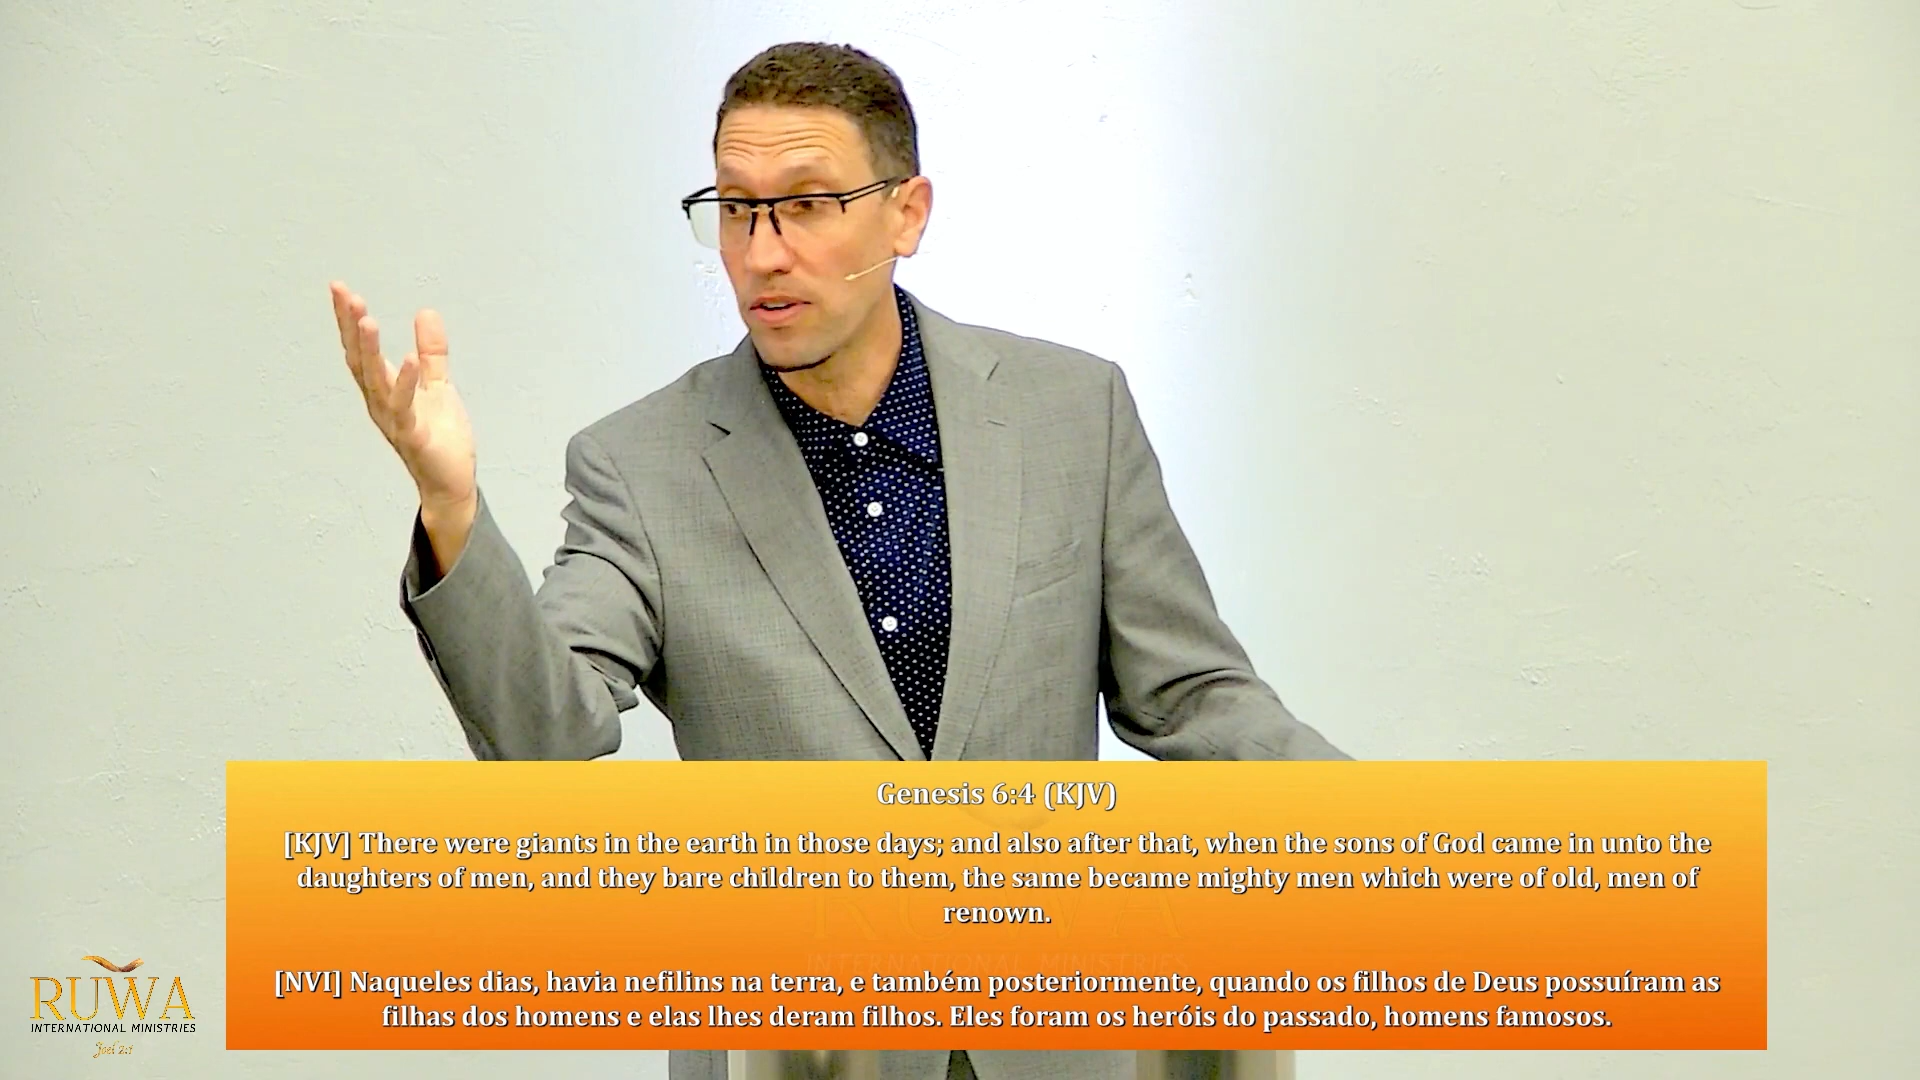 Genesis 6:4 (KJV)
[KJV] There were giants in the earth in those days; and also after that, when the sons of God came in unto the
daughters of men, and they bare children to them, the same became mighty men which were of old, men of
renown.
[NVI] Naqueles dias, havia nefilins na terra, e também posteriormente, quando os filhos de Deus possuíram as
filhas dos homens e elas lhes deram filhos. Eles foram os heróis do passado, homens famosos.
RUWA
INTERNATIONAL MINISTRIES
Joel 2:1
RUWA
INTERNATIONAL MINISTRIES